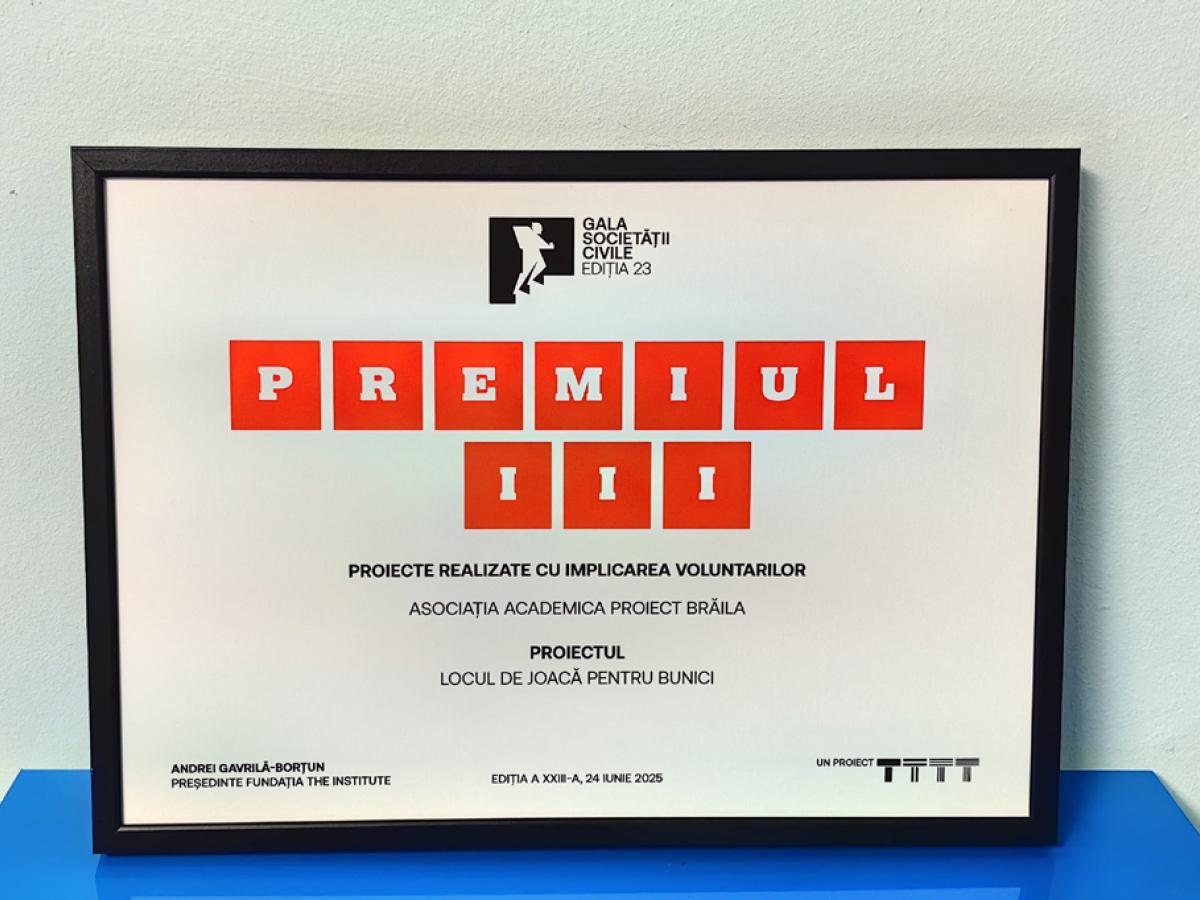 GALA
SOCIETĂȚII
CIVILE
EDIȚIA 23
PREMIUL
III
PROIECTE REALIZATE CU IMPLICAREA VOLUNTARILOR
ASOCIAȚIA ACADEMICA PROIECT BRĂILA
PROIECTUL
LOCUL DE JOACĂ PENTRU BUNICI
ANDREI GAVRILĂ-BORȚUN
PREȘEDINTE FUNDAȚIA THE INSTITUTE
EDIȚIA A XXIII-A, 24 IUNIE 2025
UN PROIECT